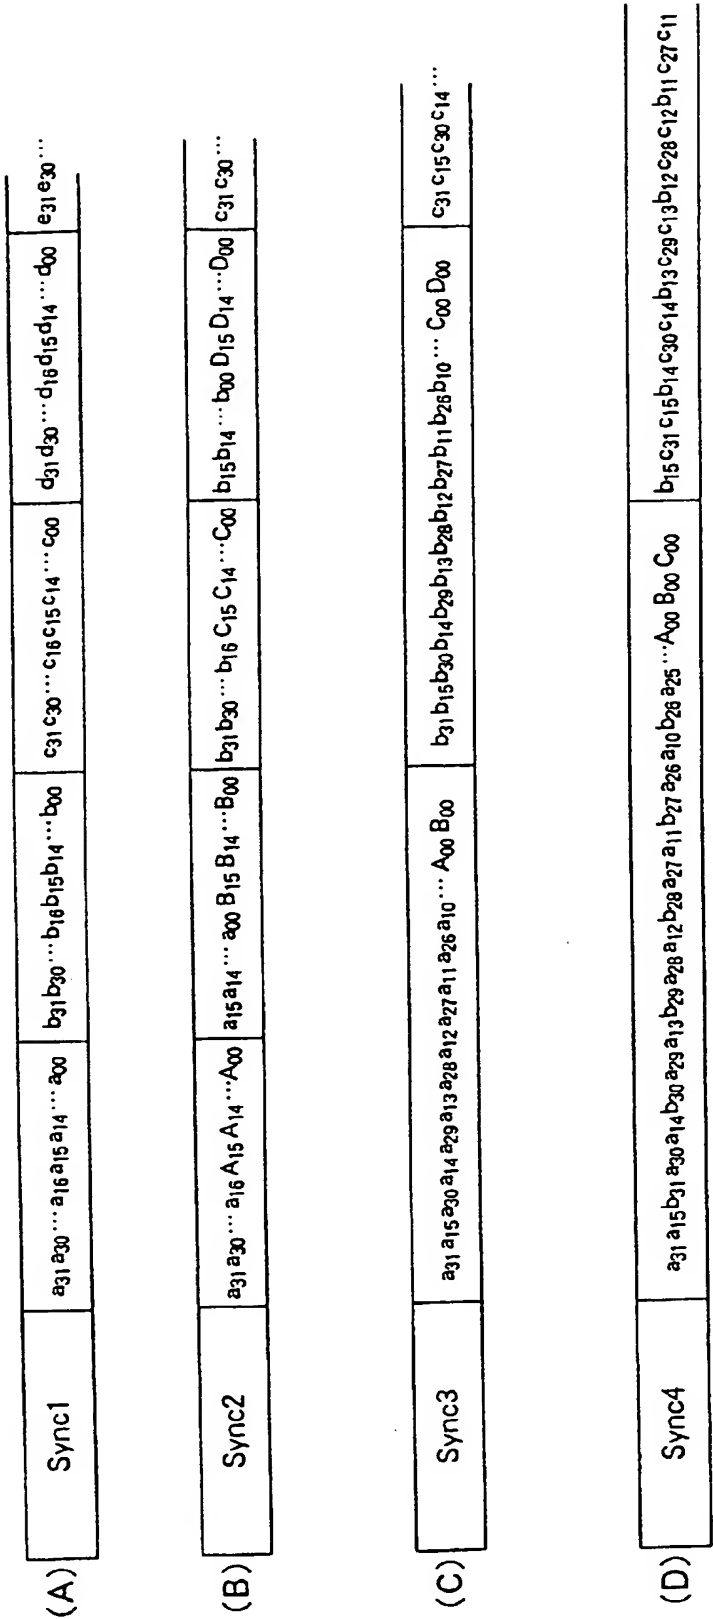 (A) Sync1 a31 a30 ··· a16 a15 a14 ··· a00 b31 b30 ··· b16 b15 b14 ··· b00 c31 c30 ··· c16 c15 c14 ··· c00 d31 d30 ··· d16 d15 d14 ··· d00 e31 e30 ···
(B) Sync2 a31 a30 ··· a16 A15 A14 ··· A00 a15 a14 ··· a00 B15 B14 ··· B00 b31 b30 ··· b16 C15 C14 ··· C00 b15 b14 ··· b00 D15 D14 ··· D00 c31 c30 ···
(C) Sync3 a31 a15 a30 a14 a29 a13 a28 a12 a27 a11 a26 a10 ··· A00 B00 b31 b15 b30 b14 b29 b13 b28 b12 b27 b11 b26 b10 ··· C00 D00 c31 c15 c30 c14 ···
(D) Sync4 a31 a15 b31 a30 a14 b30 a29 a13 b29 a28 a12 b28 a27 a11 b27 a26 a10 b26 a25 ··· A00 B00 C00 b15 c31 c15 b14 c30 c14 b13 c29 c13 b12 c28 c12 b11 c27 c11